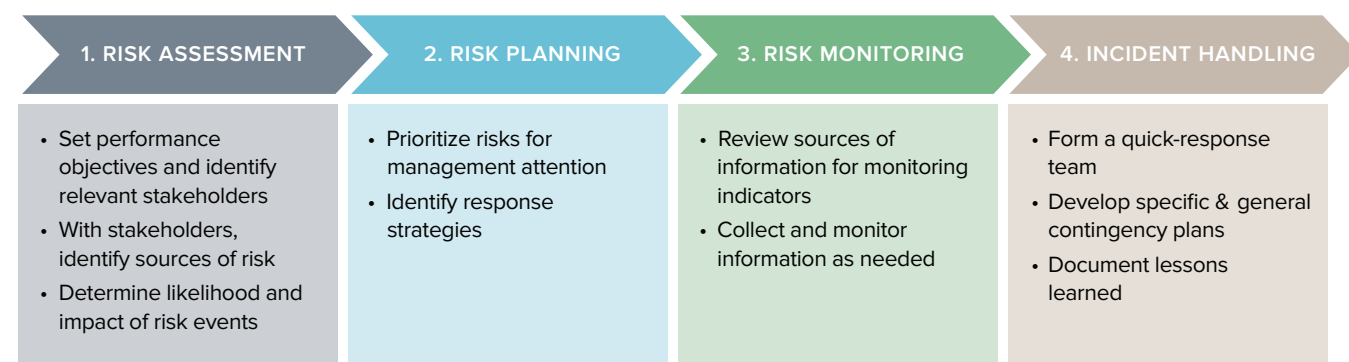 1. RISK ASSESSMENT
• Set performance
objectives and identify
relevant stakeholders
• With stakeholders,
identify sources of risk
• Determine likelihood and
impact of risk events
2. RISK PLANNING
• Prioritize risks for
management attention
• Identify response
strategies
3. RISK MONITORING
• Review sources of
information for monitoring
indicators
• Collect and monitor
information as needed
4. INCIDENT HANDLING
• Form a quick-response
team
• Develop specific & general
contingency plans
• Document lessons
learned